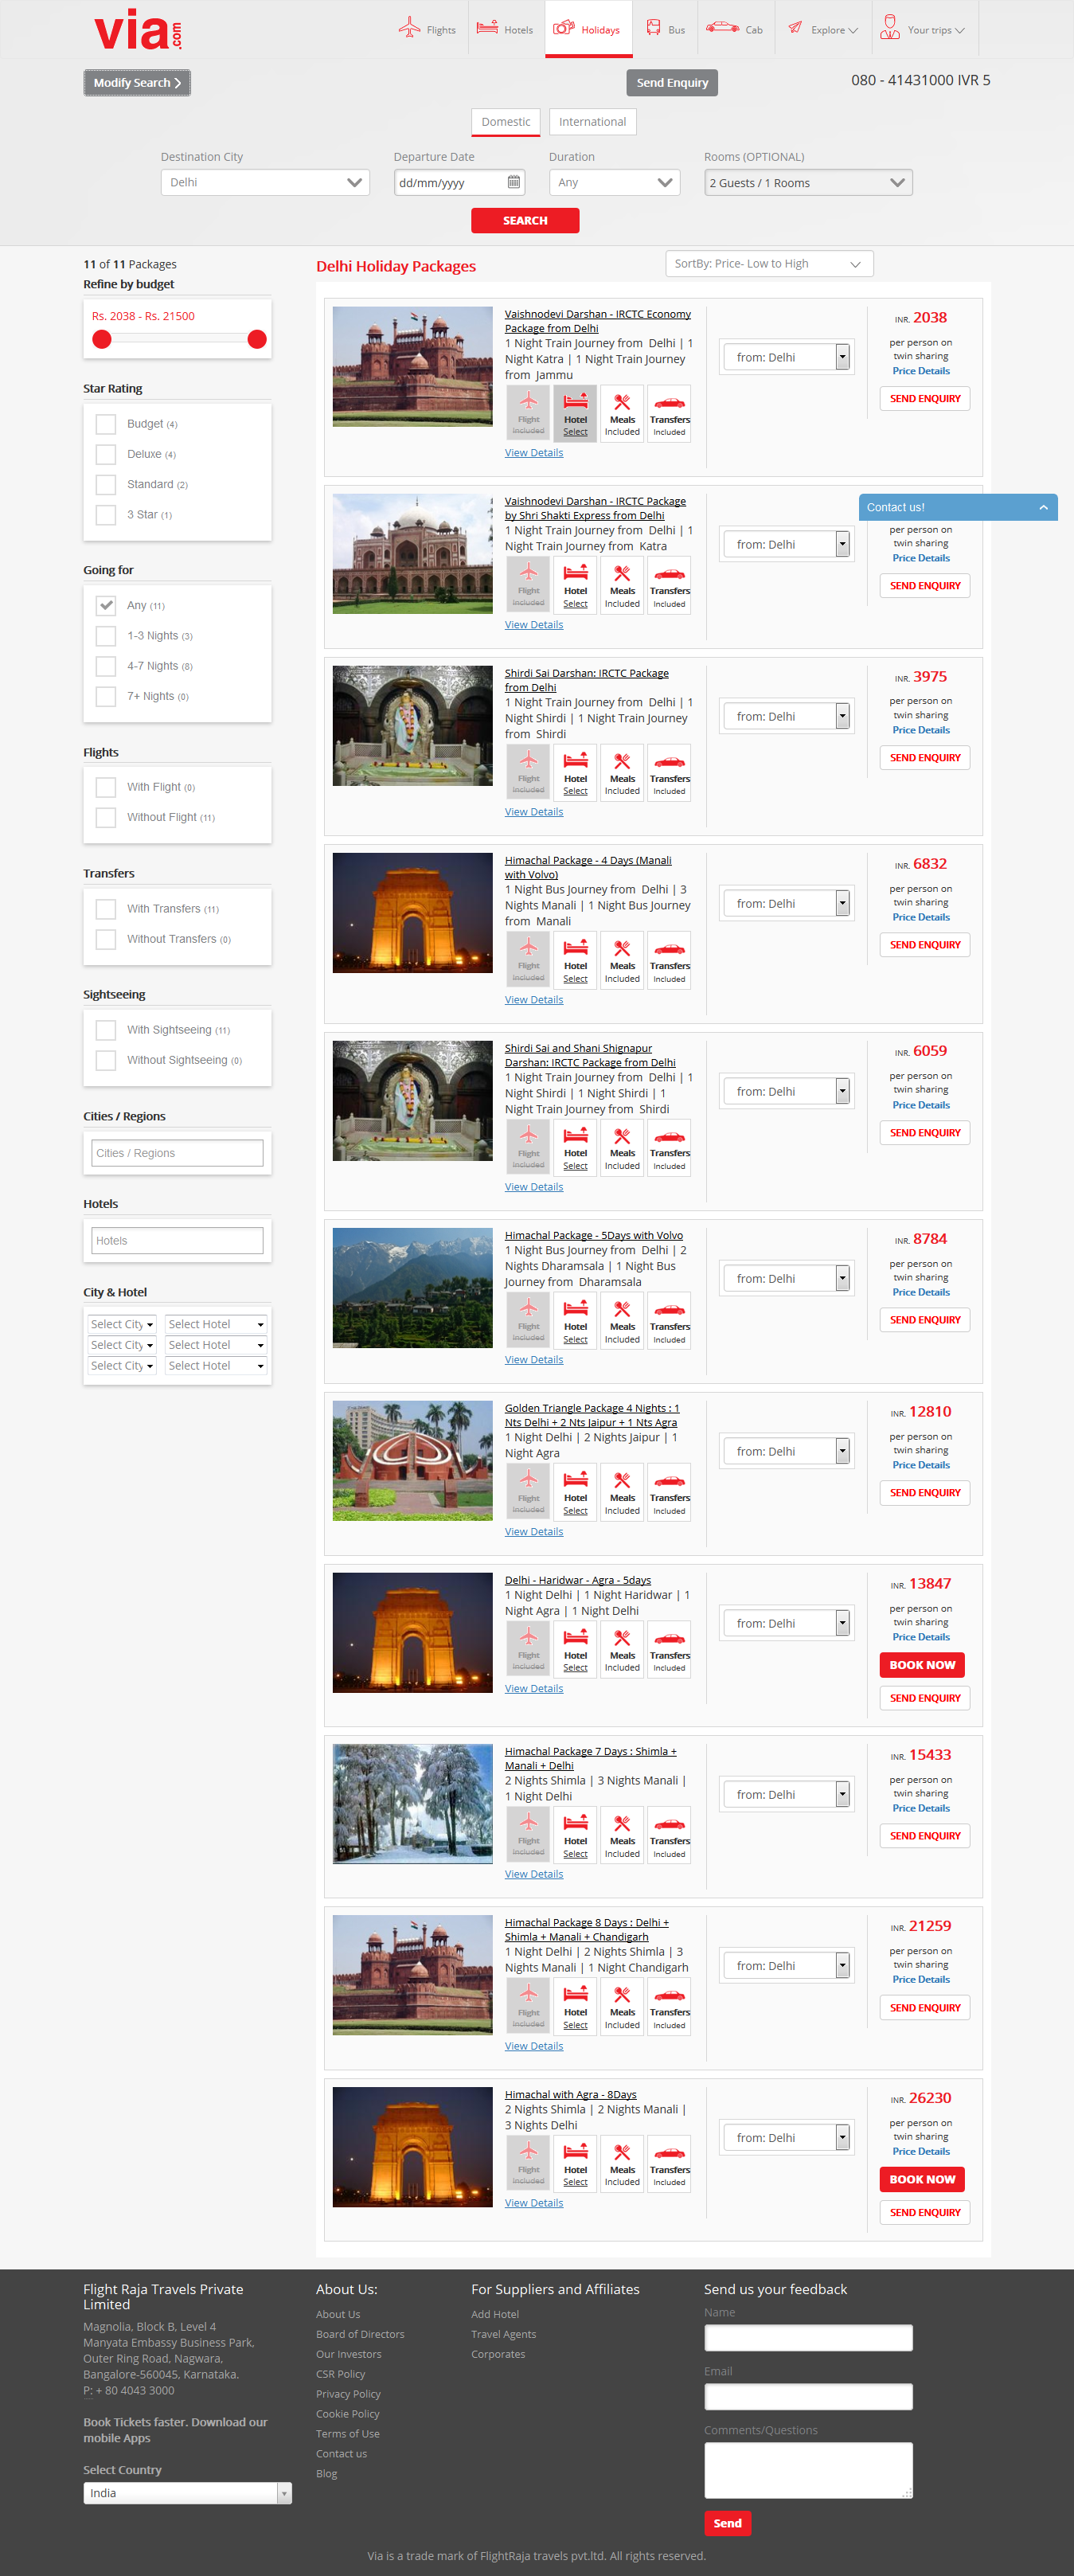 via.com
Flights
Hotels
Holidays
Bus
Cab
Explore
Your trips
Modify Search
Send Enquiry
080 - 41431000 IVR 5
Domestic
International
Destination City
Departure Date
Duration
Rooms (OPTIONAL)
Delhi
dd/mm/yyyy
Any
2 Guests / 1 Rooms
SEARCH
11 of 11 Packages
Refine by budget
Rs. 2038 - Rs. 21500
Star Rating
Budget (4)
Deluxe (4)
Standard (2)
3 Star (1)
Going for
Any (11)
1-3 Nights (3)
4-7 Nights (8)
7+ Nights (0)
Flights
With Flight (0)
Without Flight (11)
Transfers
With Transfers (11)
Without Transfers (0)
Sightseeing
With Sightseeing (11)
Without Sightseeing (0)
Cities / Regions
Cities / Regions
Hotels
Hotels
City & Hotel
Select City Select Hotel
Select City Select Hotel
Select City Select Hotel
Delhi Holiday Packages
SortBy: Price- Low to High
Vaishnodevi Darshan - IRCTC Economy
Package from Delhi
1 Night Train Journey from Delhi | 1
Night Katra | 1 Night Train Journey
from Jammu
Flight Hotel Meals Transfers
Included Select Included Included
View Details
from: Delhi
INR. 2038
per person on
twin sharing
Price Details
SEND ENQUIRY
Vaishnodevi Darshan - IRCTC Package
by Shri Shakti Express from Delhi
1 Night Train Journey from Delhi | 1
Night Train Journey from Katra
Flight Hotel Meals Transfers
Included Select Included Included
View Details
from: Delhi
Contact us!
per person on
twin sharing
Price Details
SEND ENQUIRY
Shirdi Sai Darshan: IRCTC Package
from Delhi
1 Night Train Journey from Delhi | 1
Night Shirdi | 1 Night Train Journey
from Shirdi
Flight Hotel Meals Transfers
Included Select Included Included
View Details
from: Delhi
INR. 3975
per person on
twin sharing
Price Details
SEND ENQUIRY
Himachal Package - 4 Days (Manali
with Volvo)
1 Night Bus Journey from Delhi | 3
Nights Manali | 1 Night Bus Journey
from Manali
Flight Hotel Meals Transfers
Included Select Included Included
View Details
from: Delhi
INR. 6832
per person on
twin sharing
Price Details
SEND ENQUIRY
Shirdi Sai and Shani Shignapur
Darshan: IRCTC Package from Delhi
1 Night Train Journey from Delhi | 1
Night Shirdi | 1 Night Shirdi | 1
Night Train Journey from Shirdi
Flight Hotel Meals Transfers
Included Select Included Included
View Details
from: Delhi
INR. 6059
per person on
twin sharing
Price Details
SEND ENQUIRY
Himachal Package - 5Days with Volvo
1 Night Bus Journey from Delhi | 2
Nights Dharamsala | 1 Night Bus
Journey from Dharamsala
Flight Hotel Meals Transfers
Included Select Included Included
View Details
from: Delhi
INR. 8784
per person on
twin sharing
Price Details
SEND ENQUIRY
Golden Triangle Package 4 Nights : 1
Nts Delhi + 2 Nts Jaipur + 1 Nts Agra
1 Night Delhi | 2 Nights Jaipur | 1
Night Agra
Flight Hotel Meals Transfers
Included Select Included Included
View Details
from: Delhi
INR. 12810
per person on
twin sharing
Price Details
SEND ENQUIRY
Delhi - Haridwar - Agra - 5days
1 Night Delhi | 1 Night Haridwar | 1
Night Agra | 1 Night Delhi
Flight Hotel Meals Transfers
Included Select Included Included
View Details
from: Delhi
INR. 13847
per person on
twin sharing
Price Details
BOOK NOW
SEND ENQUIRY
Himachal Package 7 Days : Shimla +
Manali + Delhi
2 Nights Shimla | 3 Nights Manali |
1 Night Delhi
Flight Hotel Meals Transfers
Included Select Included Included
View Details
from: Delhi
INR. 15433
per person on
twin sharing
Price Details
SEND ENQUIRY
Himachal Package 8 Days : Delhi +
Shimla + Manali + Chandigarh
1 Night Delhi | 2 Nights Shimla | 3
Nights Manali | 1 Night Chandigarh
Flight Hotel Meals Transfers
Included Select Included Included
View Details
from: Delhi
INR. 21259
per person on
twin sharing
Price Details
SEND ENQUIRY
Himachal with Agra - 8Days
2 Nights Shimla | 2 Nights Manali |
3 Nights Delhi
Flight Hotel Meals Transfers
Included Select Included Included
View Details
from: Delhi
INR. 26230
per person on
twin sharing
Price Details
BOOK NOW
SEND ENQUIRY
Flight Raja Travels Private
Limited
Magnolia, Block B, Level 4
Manyata Embassy Business Park,
Outer Ring Road, Nagwara,
Bangalore-560045, Karnataka.
P: + 80 4043 3000
Book Tickets faster. Download our
mobile Apps
Select Country
India
About Us:
About Us
Board of Directors
Our Investors
CSR Policy
Privacy Policy
Cookie Policy
Terms of Use
Contact us
Blog
For Suppliers and Affiliates
Add Hotel
Travel Agents
Corporates
Send us your feedback
Name
Email
Comments/Questions
Send
Via is a trade mark of FlightRaja travels pvt.ltd. All rights reserved.